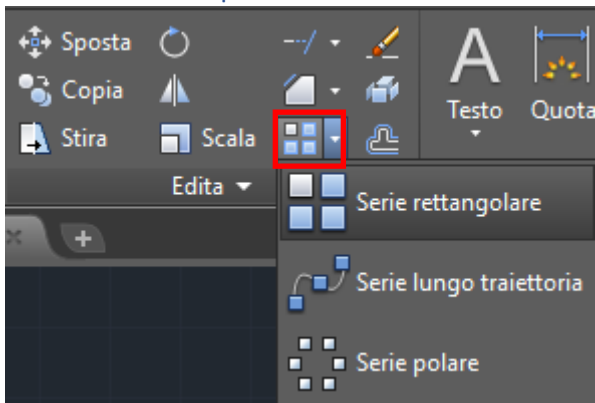 Sposta
Copia
Stira
Scala
Testo
Quota
Edita
Serie rettangolare
Serie lungo traiettoria
Serie polare